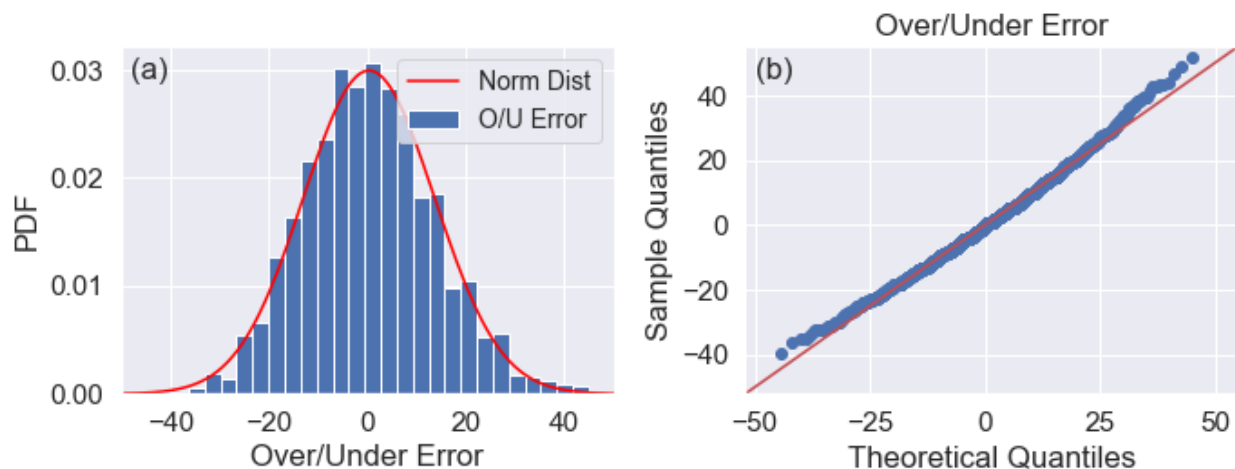 (a)
Norm Dist
O/U Error
0.03
0.02
0.01
0.00
PDF
−40 −20 0 20 40
Over/Under Error
Over/Under Error
(b)
40
20
0
−20
−40
Sample Quantiles
−50 −25 0 25 50
Theoretical Quantiles